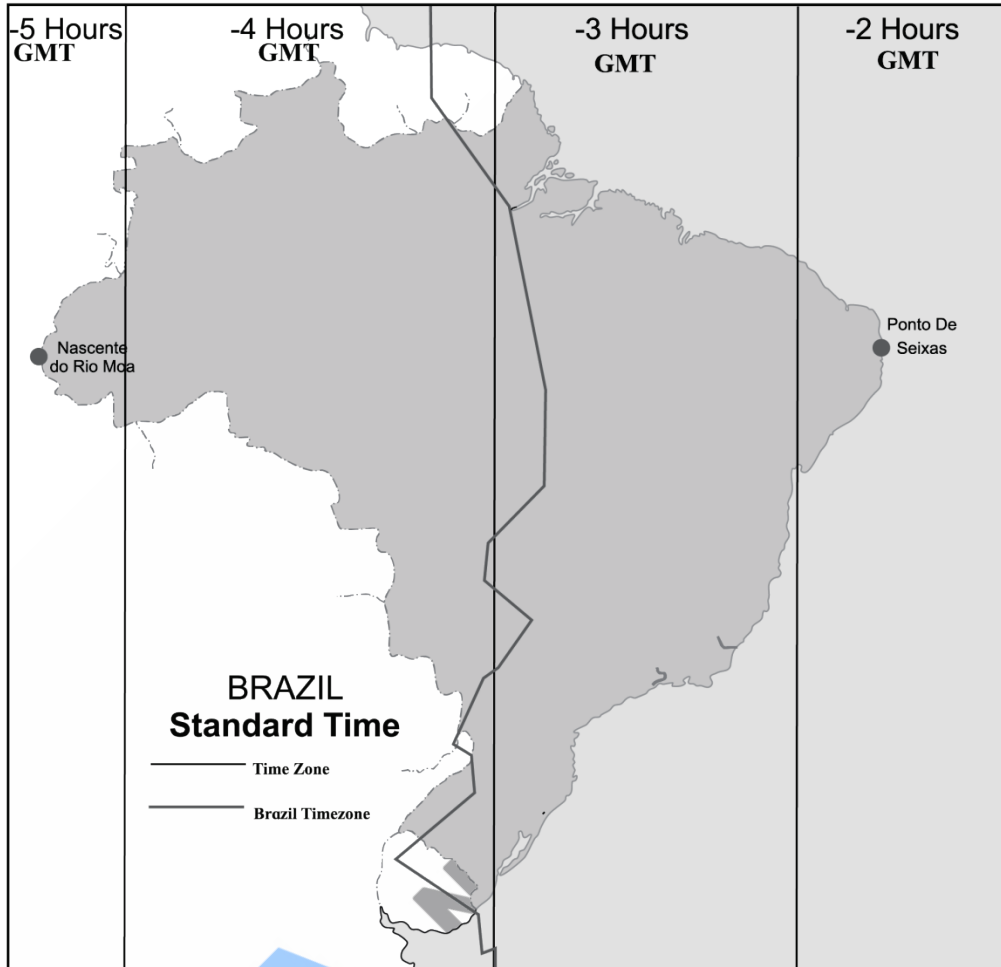 -5 Hours
GMT
-4 Hours
GMT
-3 Hours
GMT
-2 Hours
GMT
Ponto De
Seixas
Nascente
do Rio Moa
BRAZIL
Standard Time
Time Zone
Brazil Timezone